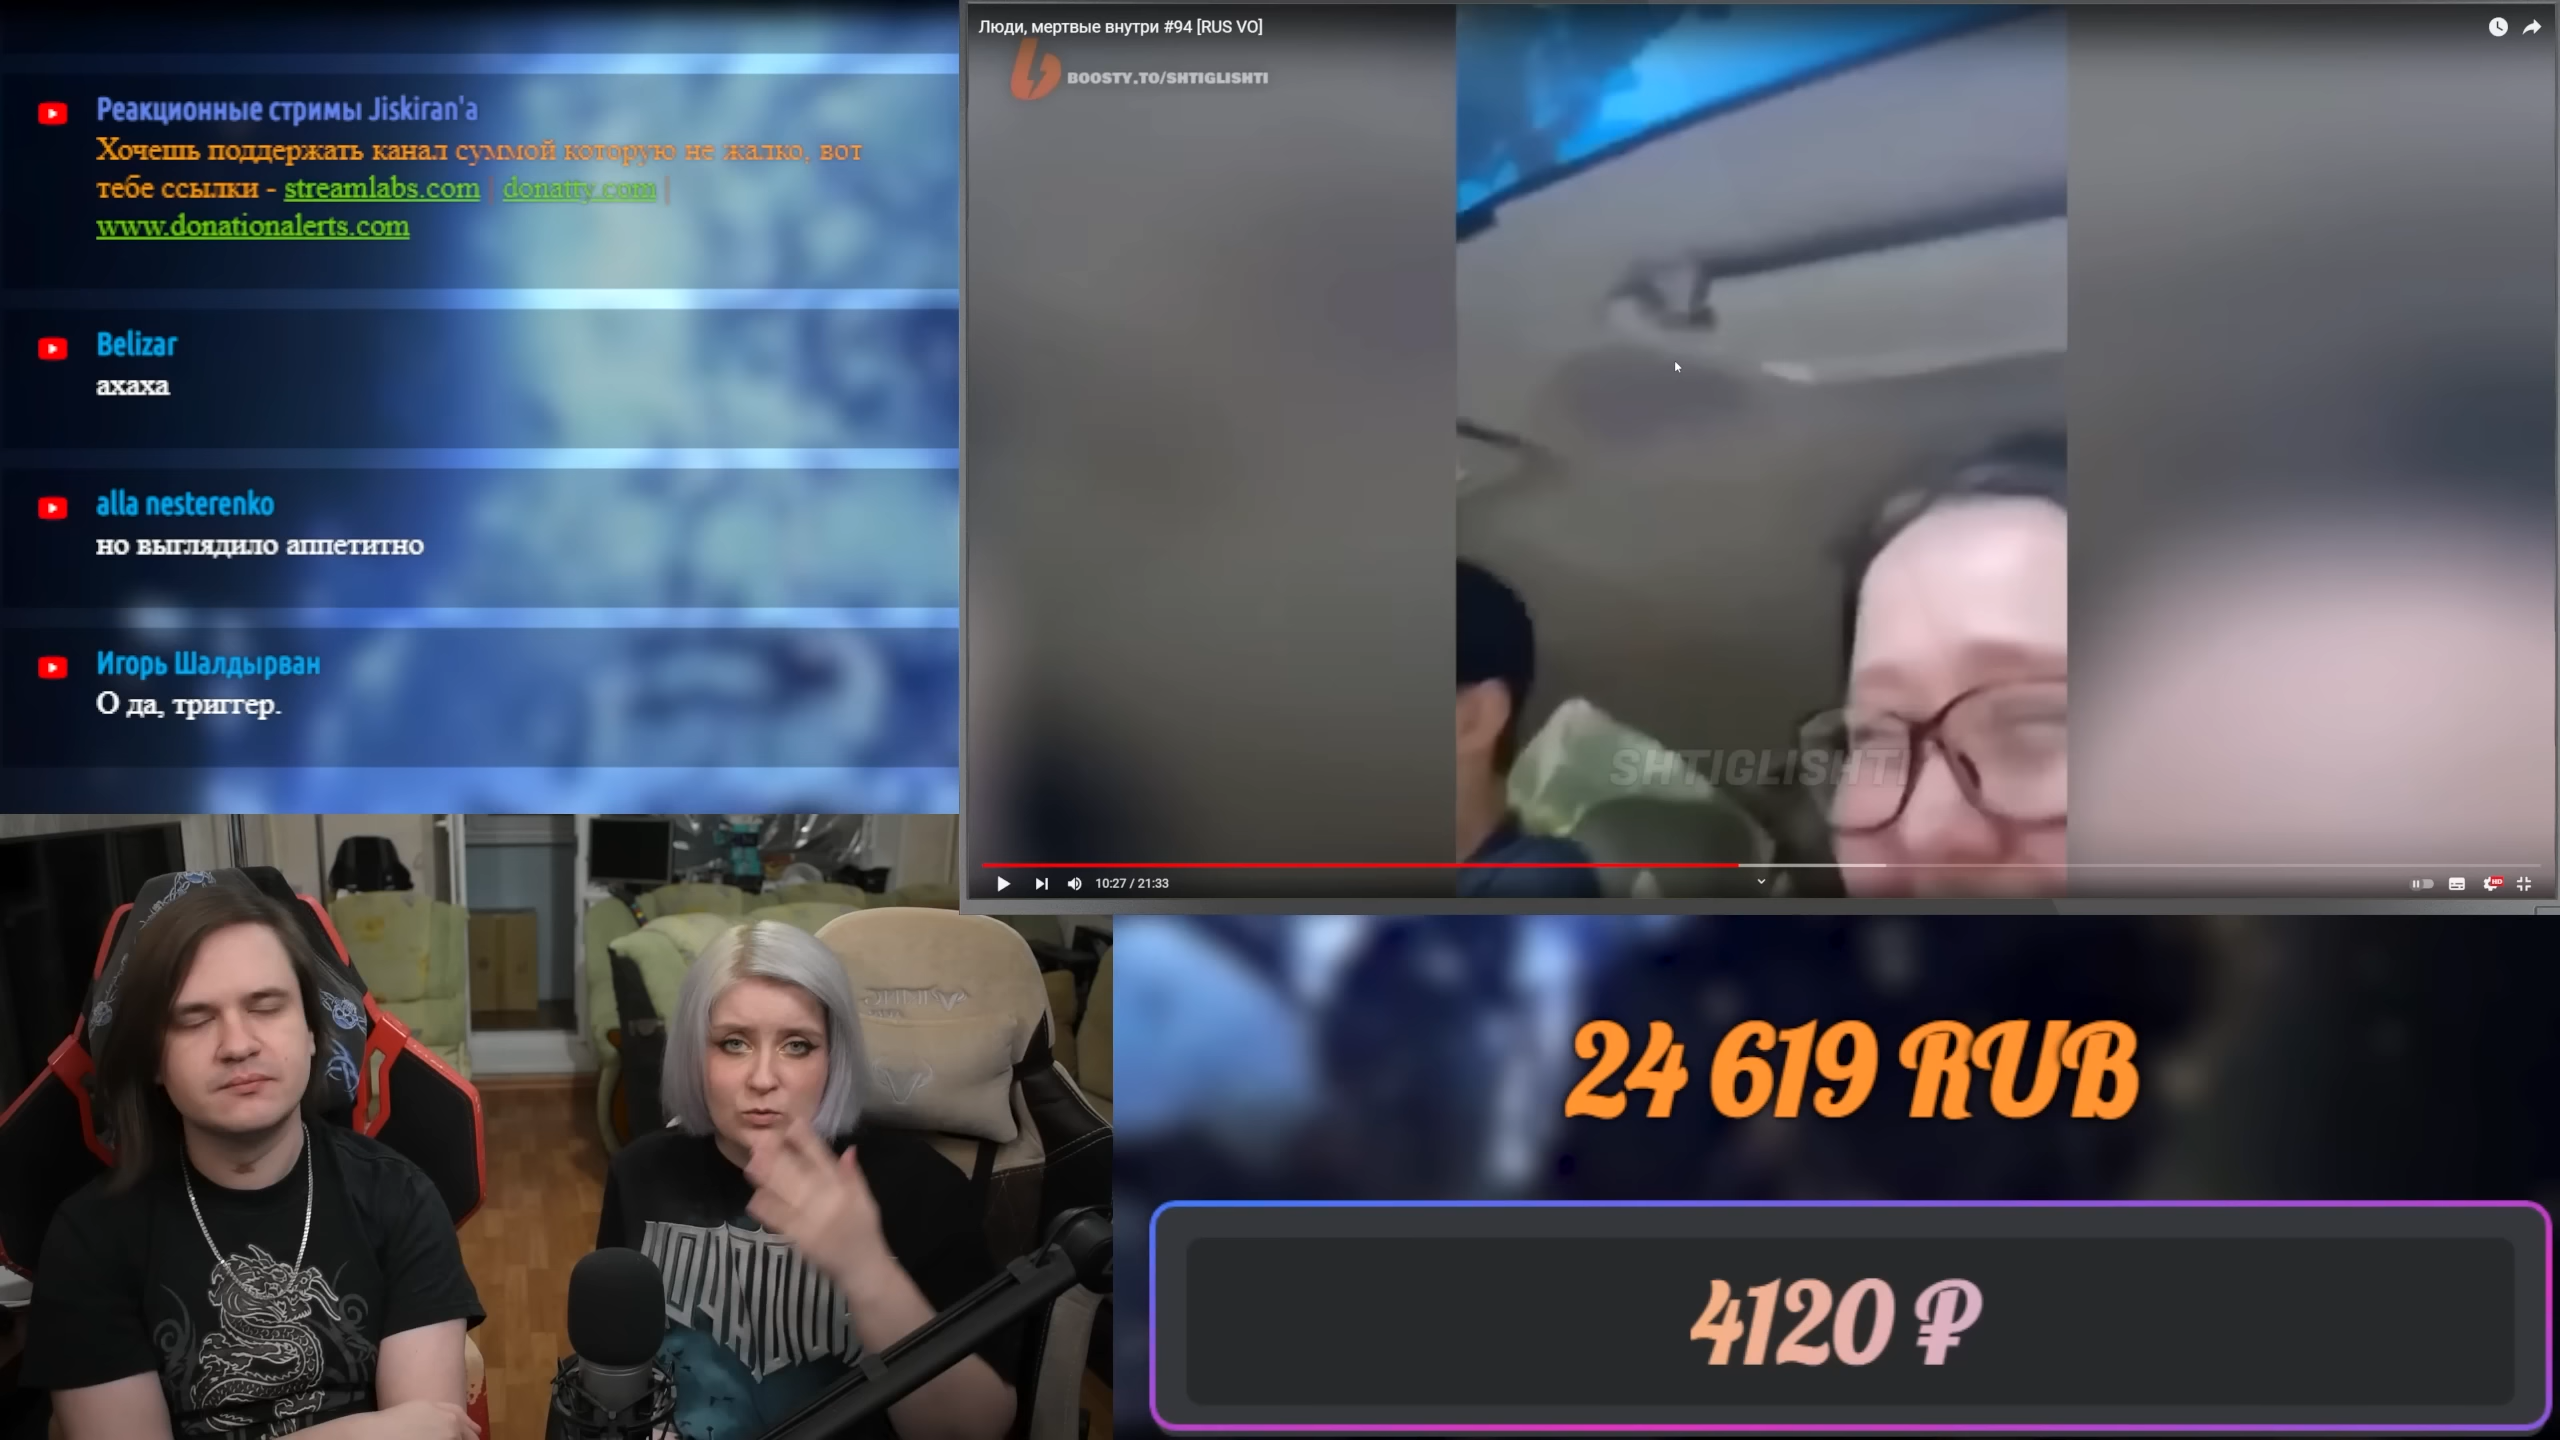 Реакционные стримы Jiskiran'a
Хочешь поддержать канал суммой которую не жалко, вот
тебе ссылки - streamlabs.com | donatty.com |
www.donationalerts.com
Belizar
ахаха
alla nesterenko
но выглядило аппетитно
Игорь Шалдырван
О да, триггер.
Люди, мертвые внутри #94 [RUS VO]
BOOSTY.TO/SHTIGLISHTI
SHTIGLISHTI
10:27 / 21:33
HD
24 619 RUB
4120 ₽